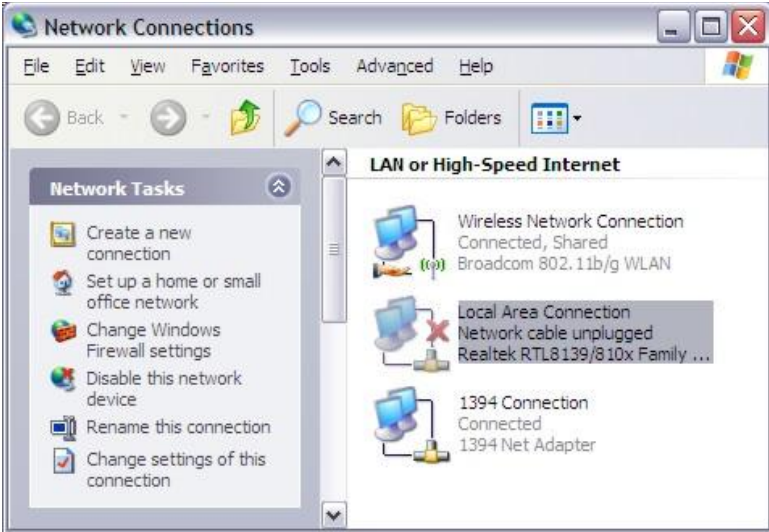 Network Connections
File Edit View Favorites Tools Advanced Help
Back Search Folders
Network Tasks
Create a new
connection
Set up a home or small
office network
Change Windows
Firewall settings
Disable this network
device
Rename this connection
Change settings of this
connection
LAN or High-Speed Internet
Wireless Network Connection
Connected, Shared
Broadcom 802.11b/g WLAN
Local Area Connection
Network cable unplugged
Realtek RTL8139/810x Family ...
1394 Connection
Connected
1394 Net Adapter